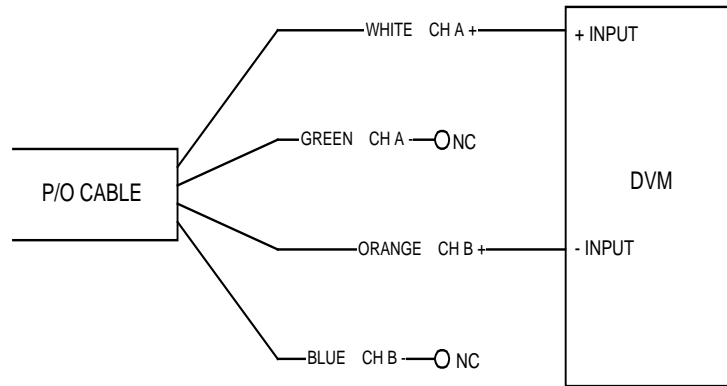 WHITE CH A +
+ INPUT
GREEN CH A -
NC
P/O CABLE
DVM
ORANGE CH B +
- INPUT
BLUE CH B -
NC